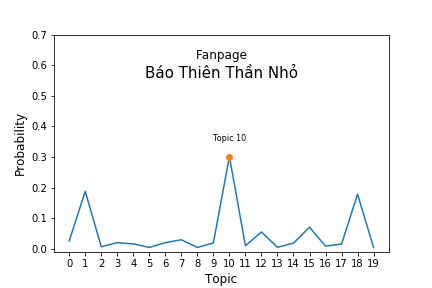 Fanpage
Báo Thiên Thần Nhỏ
Topic 10
Probability
0.7
0.6
0.5
0.4
0.3
0.2
0.1
0.0
0 1 2 3 4 5 6 7 8 9 10 11 12 13 14 15 16 17 18 19
Topic